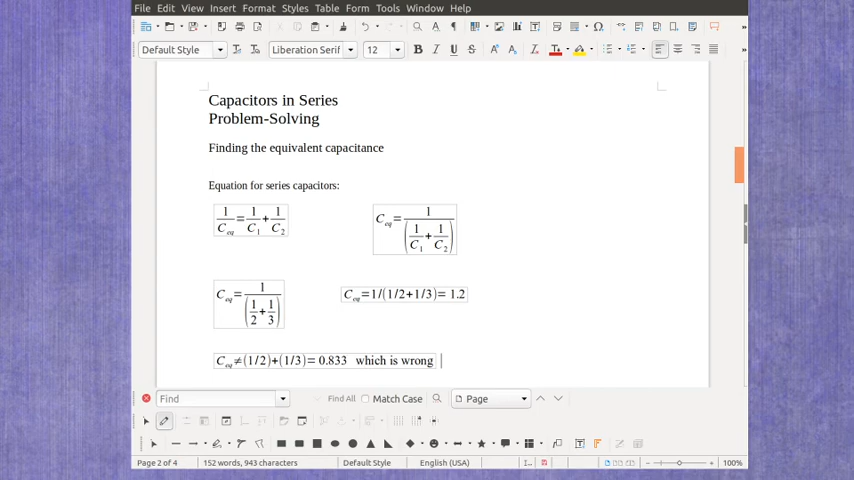 File Edit View Insert Format Styles Table Form Tools Window Help
Default Style Liberation Serif 12
Capacitors in Series
Problem-Solving
Finding the equivalent capacitance
Equation for series capacitors:
1/C_eq = 1/C_1 + 1/C_2 C_eq = 1/(1/C_1 + 1/C_2)
C_eq = 1/(1/2 + 1/3) C_eq=1/(1/2+1/3)= 1.2
C_eq≠(1/2)+(1/3)= 0.833 which is wrong
Find Find All Match Case Page
Page 2 of 4 152 words, 943 characters Default Style English (USA) 100%